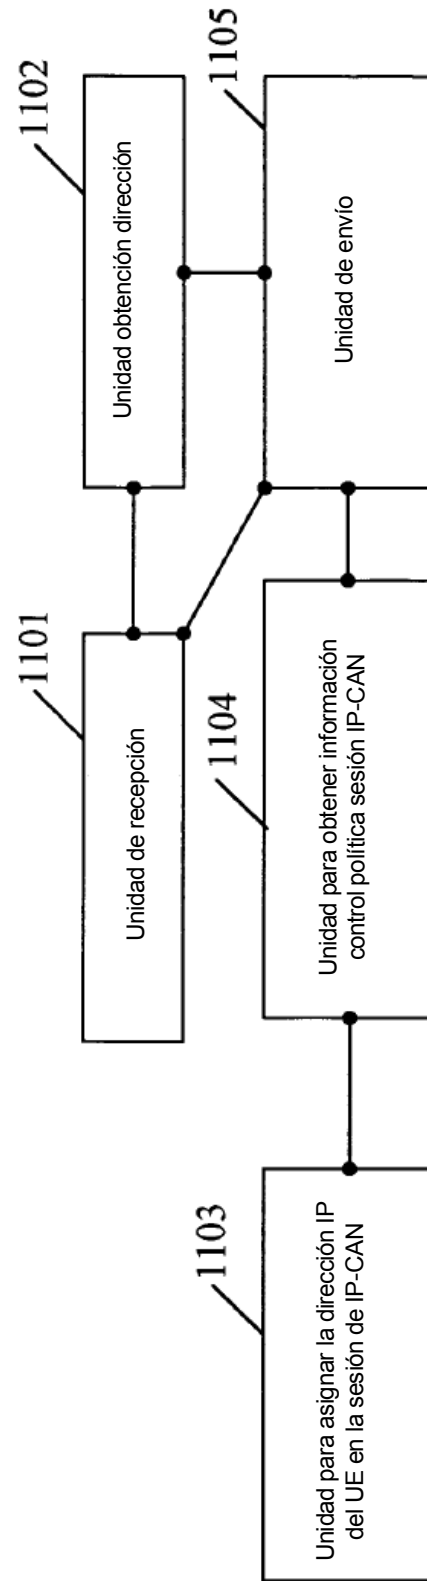 1101
Unidad de recepción
1102
Unidad obtención dirección
1103
Unidad para asignar la dirección IP
del UE en la sesión de IP-CAN
1104
Unidad para obtener información
control política sesión IP-CAN
1105
Unidad de envío